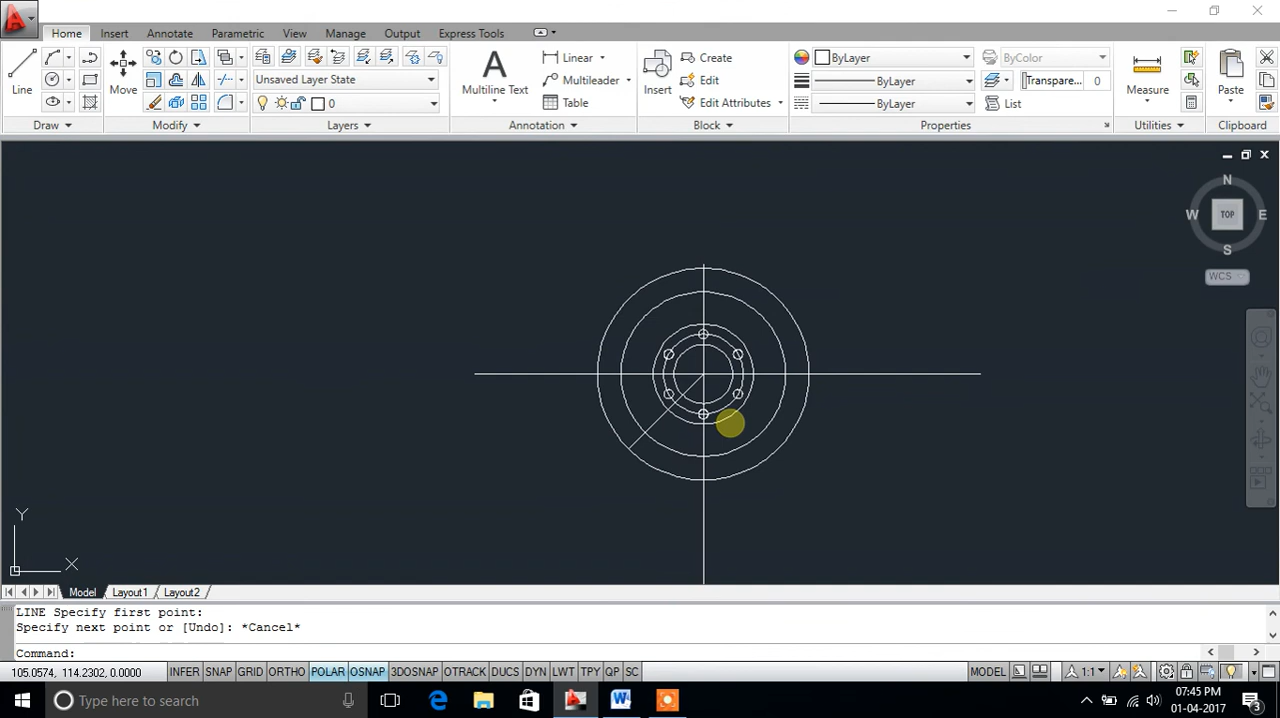 Home Insert Annotate Parametric View Manage Output Express Tools
Line Move Unsaved Layer State Multiline Text Linear Insert Create ByLayer ByColor Measure Paste
Multileader Edit ByLayer Transpare... 0
0 Table Edit Attributes ByLayer List
Draw Modify Layers Annotation Block Properties Utilities Clipboard
N
W TOP E
S
WCS
Y
X
Model Layout1 Layout2
LINE Specify first point:
Specify next point or [Undo]: *Cancel*
Command:
105.0574, 114.2302, 0.0000 INFER SNAP GRID ORTHO POLAR OSNAP 3DOSNAP OTRACK DUCS DYN LWT TPY QP SC MODEL 1:1
Type here to search 07:45 PM
01-04-2017 3